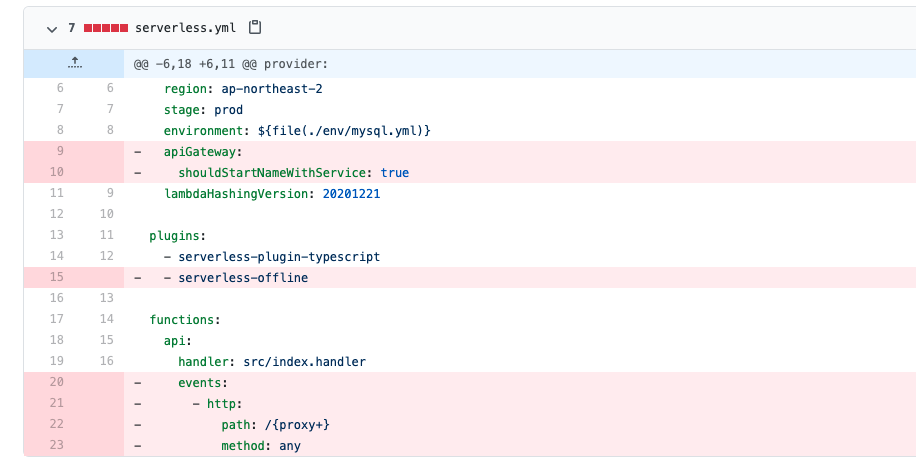 7 serverless.yml
@@ -6,18 +6,11 @@ provider:
6 6 region: ap-northeast-2
7 7 stage: prod
8 8 environment: ${file(./env/mysql.yml)}
9 - apiGateway:
10 - shouldStartNameWithService: true
11 9 lambdaHashingVersion: 20201221
12 10
13 11 plugins:
14 12 - serverless-plugin-typescript
15 - - serverless-offline
16 13
17 14 functions:
18 15 api:
19 16 handler: src/index.handler
20 - events:
21 - - http:
22 - path: /{proxy+}
23 - method: any